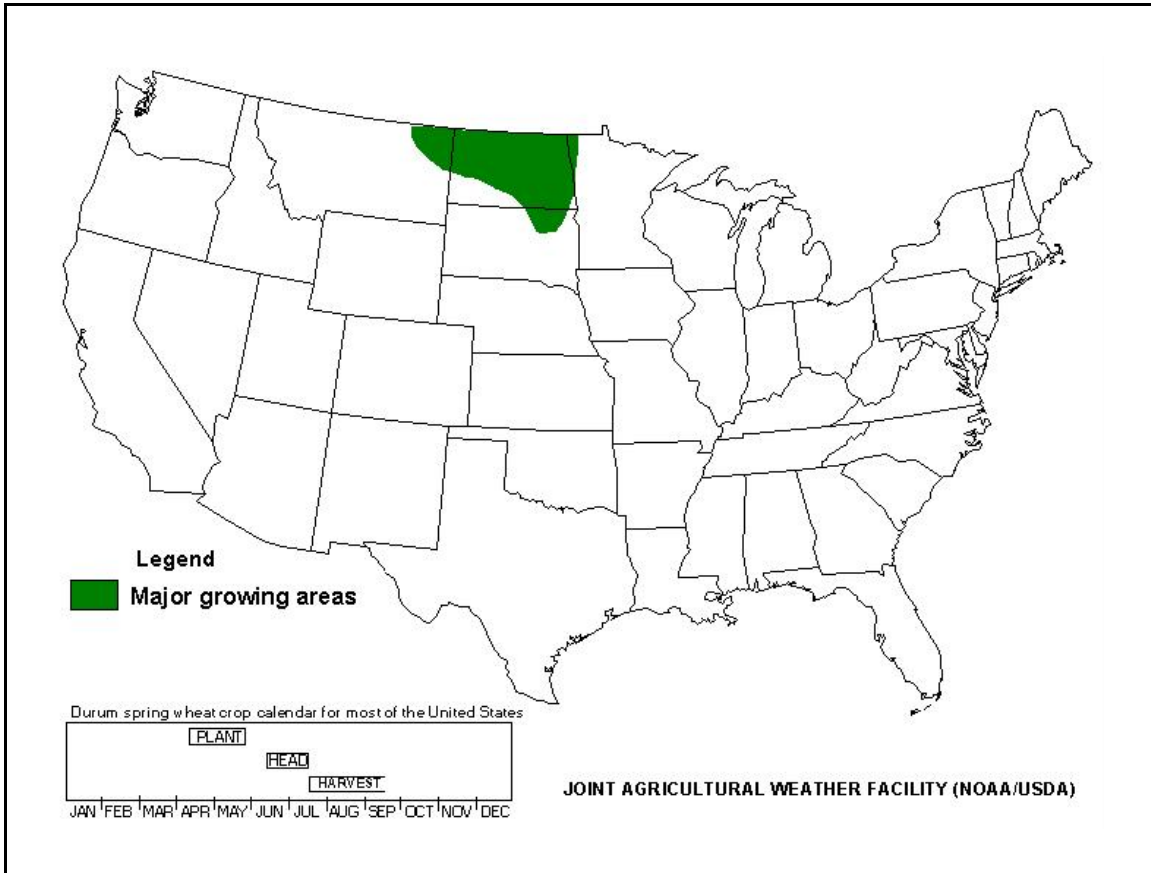 Legend
Major growing areas
Durum spring wheat crop calendar for most of the United States
PLANT
HEAD
HARVEST
JAN FEB MAR APR MAY JUN JUL AUG SEP OCT NOV DEC
JOINT AGRICULTURAL WEATHER FACILITY (NOAA/USDA)